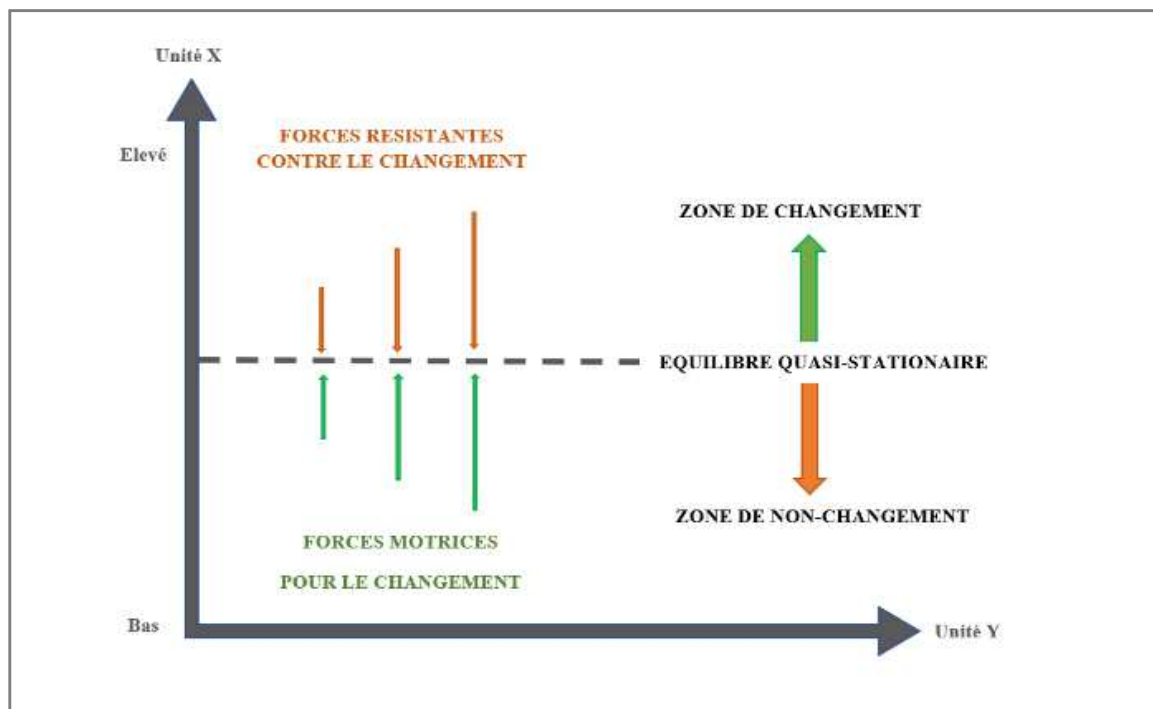 Unité X
Elevé
FORCES RESISTANTES
CONTRE LE CHANGEMENT
ZONE DE CHANGEMENT
EQUILIBRE QUASI-STATIONAIRE
ZONE DE NON-CHANGEMENT
FORCES MOTRICES
POUR LE CHANGEMENT
Bas
Unité Y